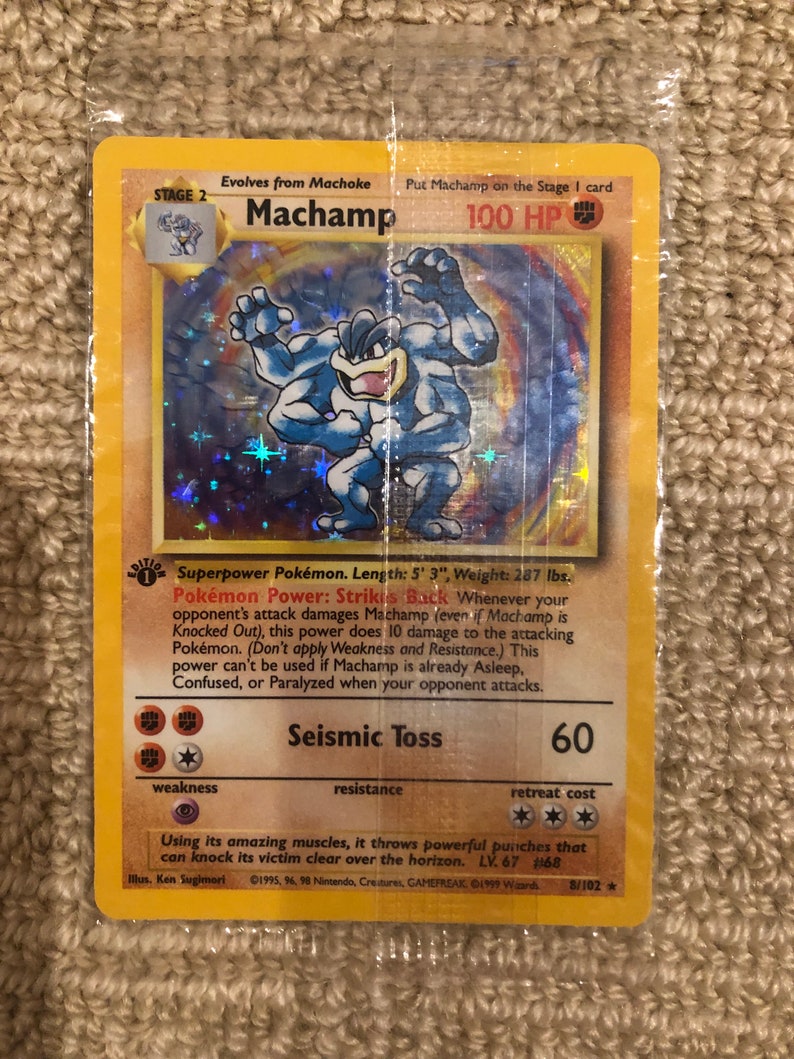 Evolves from Machoke Put Machamp on the Stage 1 card
STAGE 2
Machamp 100 HP
EDITION 1
Superpower Pokémon. Length: 5' 3", Weight: 287 lbs.
Pokémon Power: Strikes Back Whenever your
opponent's attack damages Machamp (even if Machamp is
Knocked Out), this power does 10 damage to the attacking
Pokémon. (Don't apply Weakness and Resistance.) This
power can't be used if Machamp is already Asleep,
Confused, or Paralyzed when your opponent attacks.
Seismic Toss 60
weakness resistance retreat cost
Using its amazing muscles, it throws powerful punches that
can knock its victim clear over the horizon. LV. 67 #68
Illus. Ken Sugimori ©1995, 96, 98 Nintendo, Creatures, GAMEFREAK. ©1999 Wizards. 8/102 ★